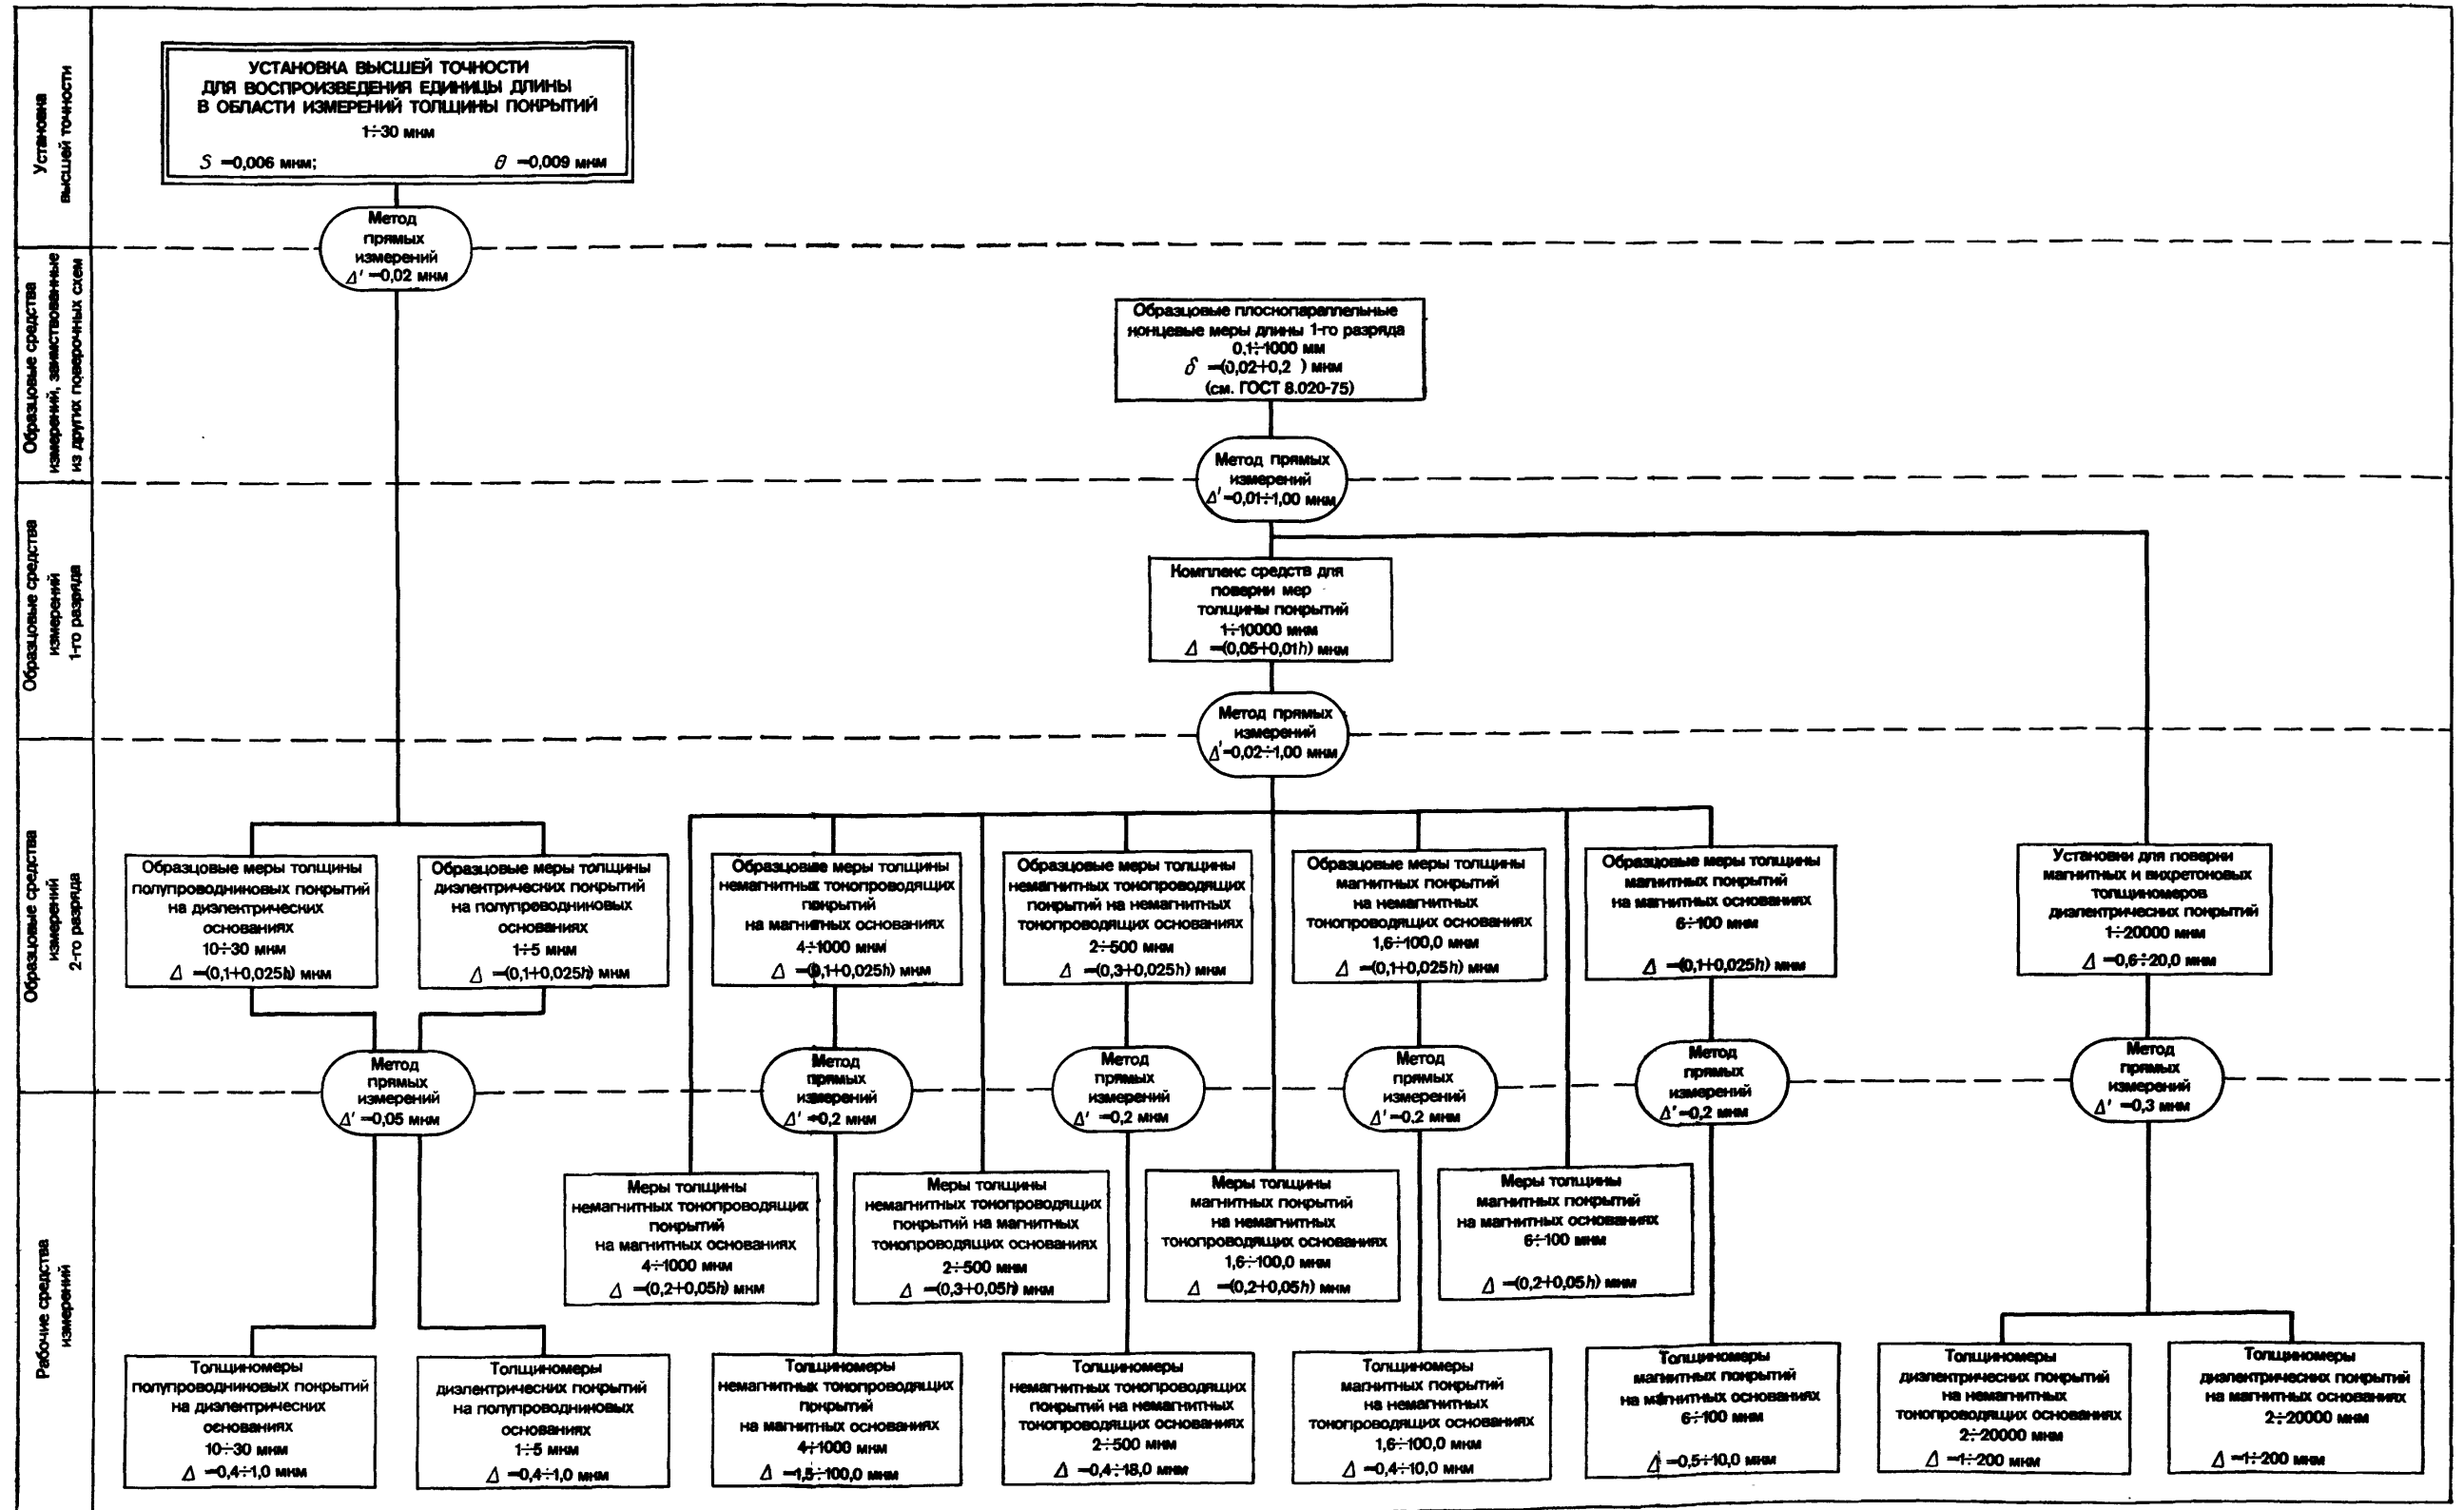 Установка
высшей точности
УСТАНОВКА ВЫСШЕЙ ТОЧНОСТИ
ДЛЯ ВОСПРОИЗВЕДЕНИЯ ЕДИНИЦЫ ДЛИНЫ
В ОБЛАСТИ ИЗМЕРЕНИЙ ТОЛЩИНЫ ПОКРЫТИЙ
1÷30 мкм
S =0,006 мкм; θ =0,009 мкм
Метод
прямых
измерений
Δ' =0,02 мкм
Образцовые средства
измерений, заимствованные
из других поверочных схем
Образцовые плоскопараллельные
концевые меры длины 1-го разряда
0,1÷1000 мм
δ =(0,02+0,2 ) мкм
(см. ГОСТ 8.020-75)
Метод прямых
измерений
Δ' =0,01÷1,00 мкм
Образцовые средства
измерений
1-го разряда
Комплекс средств для
поверки мер
толщины покрытий
1÷10000 мкм
Δ =(0,05+0,01h) мкм
Метод прямых
измерений
Δ' =0,02÷1,00 мкм
Образцовые средства
измерений
2-го разряда
Образцовые меры толщины
полупроводниковых покрытий
на диэлектрических
основаниях
10÷30 мкм
Δ =(0,1+0,025h) мкм
Образцовые меры толщины
диэлектрических покрытий
на полупроводниковых
основаниях
1÷5 мкм
Δ =(0,1+0,025h) мкм
Образцовые меры толщины
немагнитных токопроводящих
покрытий
на магнитных основаниях
4÷1000 мкм
Δ =(0,1+0,025h) мкм
Образцовые меры толщины
немагнитных токопроводящих
покрытий на немагнитных
токопроводящих основаниях
2÷500 мкм
Δ =(0,3+0,025h) мкм
Образцовые меры толщины
магнитных покрытий
на немагнитных
токопроводящих основаниях
1,6÷100,0 мкм
Δ =(0,1+0,025h) мкм
Образцовые меры толщины
магнитных покрытий
на магнитных основаниях
6÷100 мкм
Δ =(0,1+0,025h) мкм
Установки для поверки
магнитных и вихретоковых
толщиномеров
диэлектрических покрытий
1÷20000 мкм
Δ =0,6÷20,0 мкм
Метод
прямых
измерений
Δ' =0,05 мкм
Метод
прямых
измерений
Δ' =0,2 мкм
Метод
прямых
измерений
Δ' =0,2 мкм
Метод
прямых
измерений
Δ' =0,2 мкм
Метод
прямых
измерений
Δ' =0,2 мкм
Метод
прямых
измерений
Δ' =0,3 мкм
Рабочие средства
измерений
Меры толщины
немагнитных токопроводящих
покрытий
на магнитных основаниях
4÷1000 мкм
Δ =(0,2+0,05h) мкм
Меры толщины
немагнитных токопроводящих
покрытий на магнитных
токопроводящих основаниях
2÷500 мкм
Δ =(0,3+0,05h) мкм
Меры толщины
магнитных покрытий
на немагнитных
токопроводящих основаниях
1,6÷100,0 мкм
Δ =(0,2+0,05h) мкм
Меры толщины
магнитных покрытий
на магнитных основаниях
6÷100 мкм
Δ =(0,2+0,05h) мкм
Толщиномеры
полупроводниковых покрытий
на диэлектрических
основаниях
10÷30 мкм
Δ =0,4÷1,0 мкм
Толщиномеры
диэлектрических покрытий
на полупроводниковых
основаниях
1÷5 мкм
Δ =0,4÷1,0 мкм
Толщиномеры
немагнитных токопроводящих
покрытий
на магнитных основаниях
4÷1000 мкм
Δ =1,5÷100,0 мкм
Толщиномеры
немагнитных токопроводящих
покрытий на немагнитных
токопроводящих основаниях
2÷500 мкм
Δ =0,4÷18,0 мкм
Толщиномеры
магнитных покрытий
на немагнитных
токопроводящих основаниях
1,6÷100,0 мкм
Δ =0,4÷10,0 мкм
Толщиномеры
магнитных покрытий
на магнитных основаниях
6÷100 мкм
Δ =0,5÷10,0 мкм
Толщиномеры
диэлектрических покрытий
на немагнитных
токопроводящих основаниях
2÷20000 мкм
Δ =1÷200 мкм
Толщиномеры
диэлектрических покрытий
на магнитных основаниях
2÷20000 мкм
Δ =1÷200 мкм